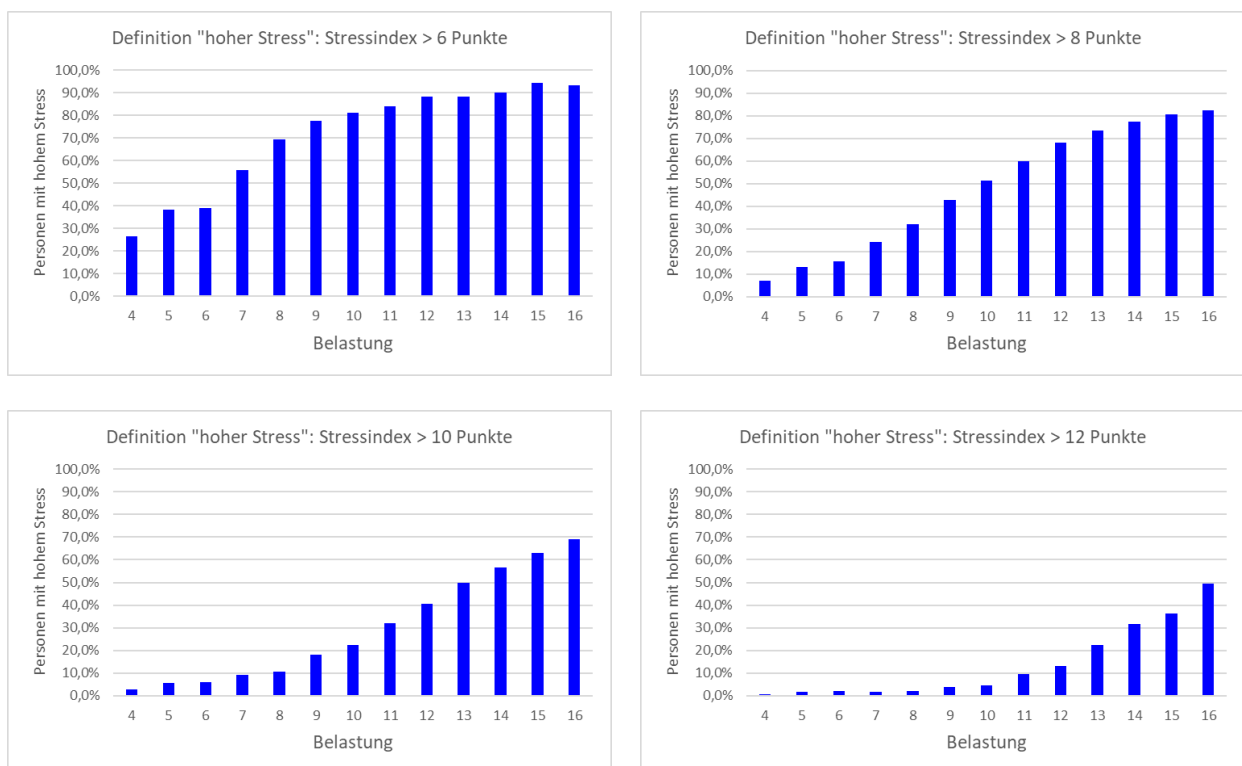 Definition "hoher Stress": Stressindex > 6 Punkte
Personen mit hohem Stress
100,0%
90,0%
80,0%
70,0%
60,0%
50,0%
40,0%
30,0%
20,0%
10,0%
0,0%
4 5 6 7 8 9 10 11 12 13 14 15 16
Belastung
Definition "hoher Stress": Stressindex > 8 Punkte
Personen mit hohem Stress
100,0%
90,0%
80,0%
70,0%
60,0%
50,0%
40,0%
30,0%
20,0%
10,0%
0,0%
4 5 6 7 8 9 10 11 12 13 14 15 16
Belastung
Definition "hoher Stress": Stressindex > 10 Punkte
Personen mit hohem Stress
100,0%
90,0%
80,0%
70,0%
60,0%
50,0%
40,0%
30,0%
20,0%
10,0%
0,0%
4 5 6 7 8 9 10 11 12 13 14 15 16
Belastung
Definition "hoher Stress": Stressindex > 12 Punkte
Personen mit hohem Stress
100,0%
90,0%
80,0%
70,0%
60,0%
50,0%
40,0%
30,0%
20,0%
10,0%
0,0%
4 5 6 7 8 9 10 11 12 13 14 15 16
Belastung